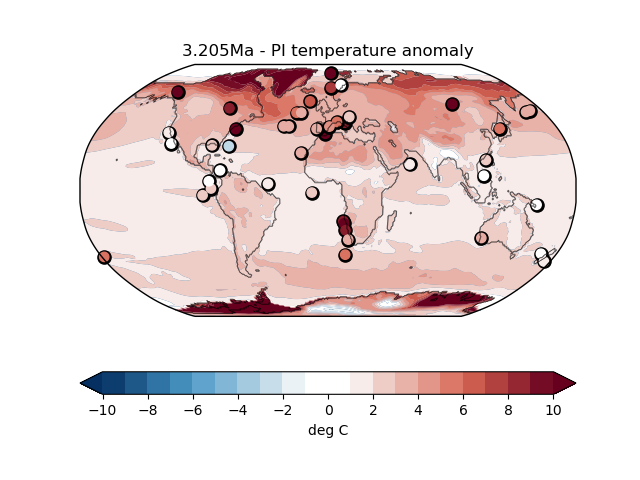 3.205Ma - PI temperature anomaly
−10 −8 −6 −4 −2 0 2 4 6 8 10
deg C